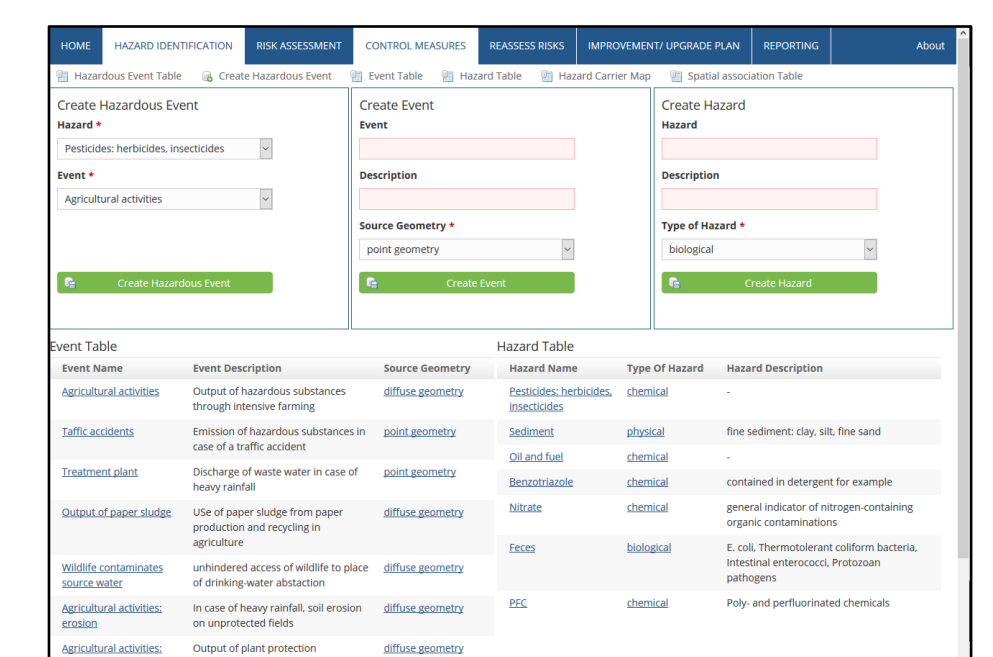 HOME HAZARD IDENTIFICATION RISK ASSESSMENT CONTROL MEASURES REASSESS RISKS IMPROVEMENT/ UPGRADE PLAN REPORTING About
Hazardous Event Table Create Hazardous Event Event Table Hazard Table Hazard Carrier Map Spatial association Table
Create Hazardous Event
Hazard *
Pesticides: herbicides, insecticides
Event *
Agricultural activities
Create Hazardous Event
Create Event
Event
Description
Source Geometry *
point geometry
Create Event
Create Hazard
Hazard
Description
Type of Hazard *
biological
Create Hazard
Event Table
Event Name Event Description Source Geometry
Agricultural activities Output of hazardous substances diffuse geometry
through intensive farming
Taffic accidents Emission of hazardous substances in point geometry
case of a traffic accident
Treatment plant Discharge of waste water in case of point geometry
heavy rainfall
Output of paper sludge USe of paper sludge from paper diffuse geometry
production and recycling in
agriculture
Wildlife contaminates unhindered access of wildlife to place diffuse geometry
source water of drinking-water abstaction
Agricultural activities: In case of heavy rainfall, soil erosion diffuse geometry
erosion on unprotected fields
Agricultural activities: Output of plant protection diffuse geometry
Hazard Table
Hazard Name Type Of Hazard Hazard Description
Pesticides: herbicides, chemical -
insecticides
Sediment physical fine sediment: clay, silt, fine sand
Oil and fuel chemical -
Benzotriazole chemical contained in detergent for example
Nitrate chemical general indicator of nitrogen-containing
organic contaminations
Feces biological E. coli, Thermotolerant coliform bacteria,
Intestinal enterococci, Protozoan
pathogens
PFC chemical Poly- and perfluorinated chemicals